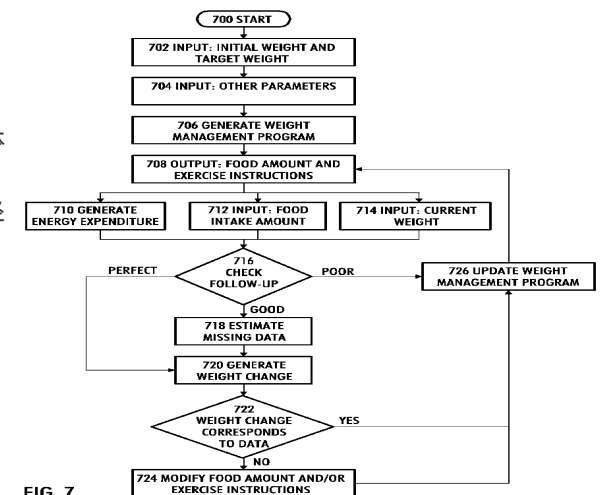 700 START
702 INPUT: INITIAL WEIGHT AND
TARGET WEIGHT
704 INPUT: OTHER PARAMETERS
706 GENERATE WEIGHT
MANAGEMENT PROGRAM
708 OUTPUT: FOOD AMOUNT AND
EXERCISE INSTRUCTIONS
710 GENERATE
ENERGY EXPENDITURE
712 INPUT: FOOD
INTAKE AMOUNT
714 INPUT: CURRENT
WEIGHT
716
CHECK
FOLLOW-UP
PERFECT
POOR
GOOD
726 UPDATE WEIGHT
MANAGEMENT PROGRAM
718 ESTIMATE
MISSING DATA
720 GENERATE
WEIGHT CHANGE
722
WEIGHT CHANGE
CORRESPONDS
TO DATA
YES
NO
724 MODIFY FOOD AMOUNT AND/OR
EXERCISE INSTRUCTIONS
FIG. 7